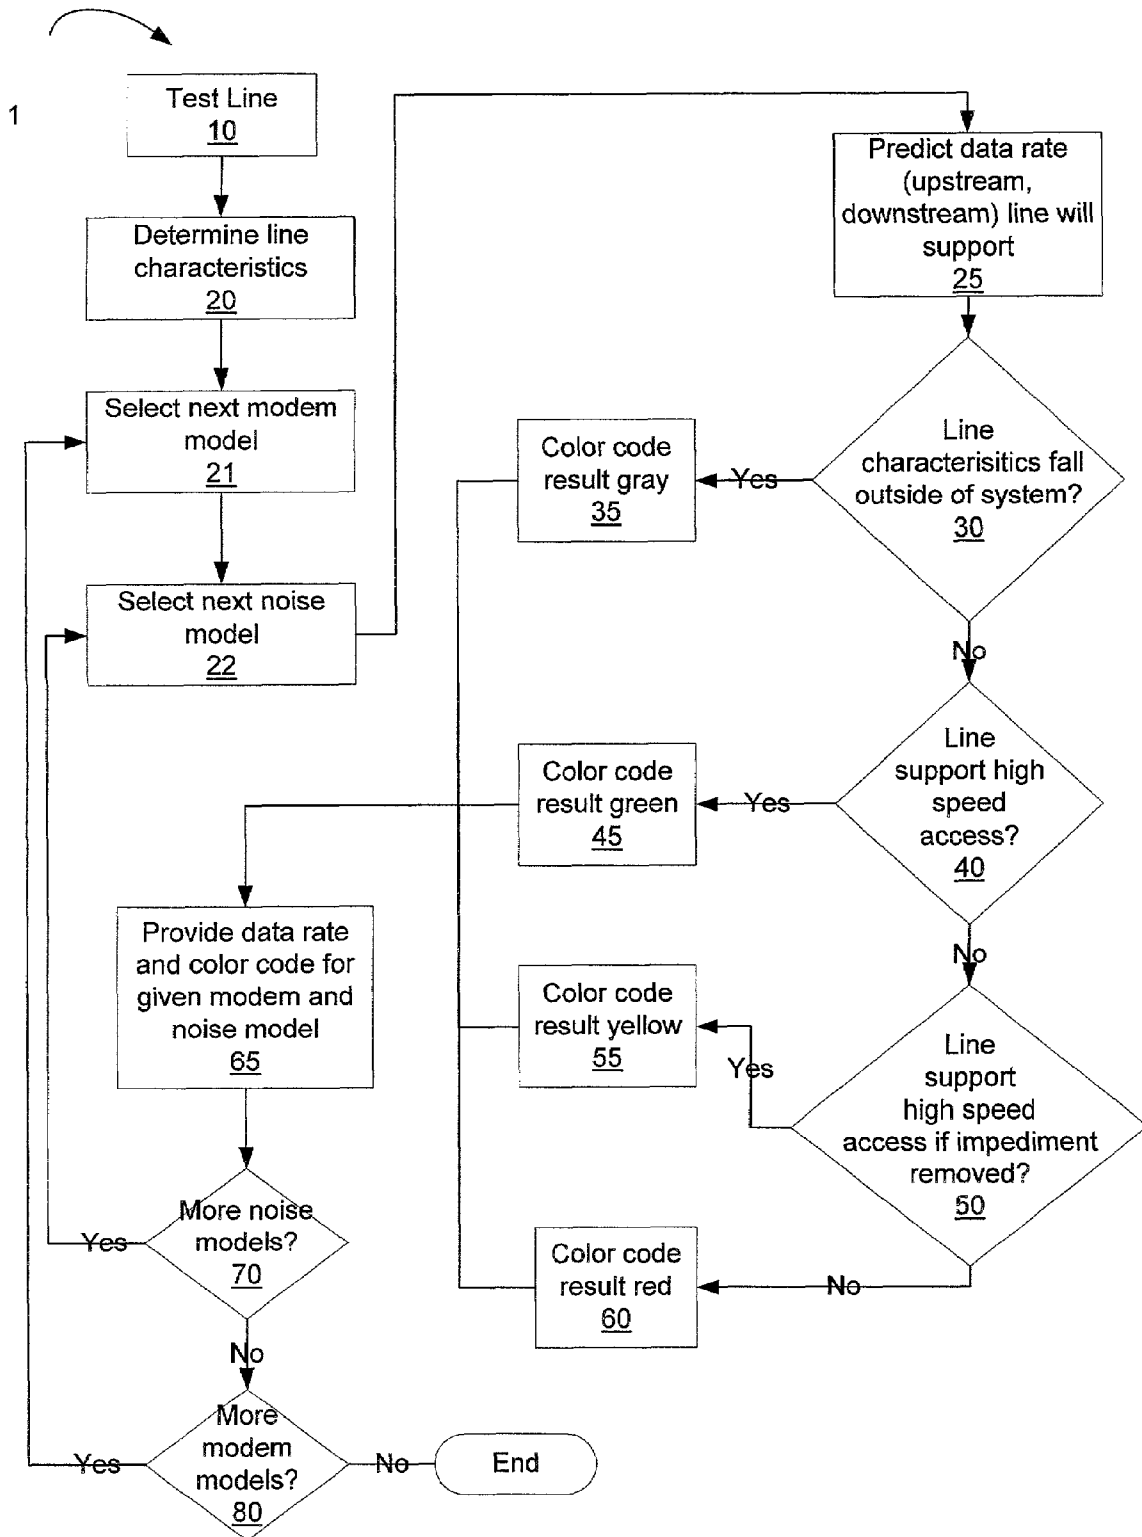 1
Test Line
10
Determine line
characteristics
20
Select next modem
model
21
Select next noise
model
22
Predict data rate
(upstream,
downstream) line will
support
25
Line
characterisitics fall
outside of system?
30
Yes
Color code
result gray
35
No
Line
support high
speed
access?
40
Yes
Color code
result green
45
No
Line
support
high speed
access if impediment
removed?
50
Yes
Color code
result yellow
55
No
Color code
result red
60
Provide data rate
and color code for
given modem and
noise model
65
More noise
models?
70
Yes
No
More
modem
models?
80
Yes
No
End